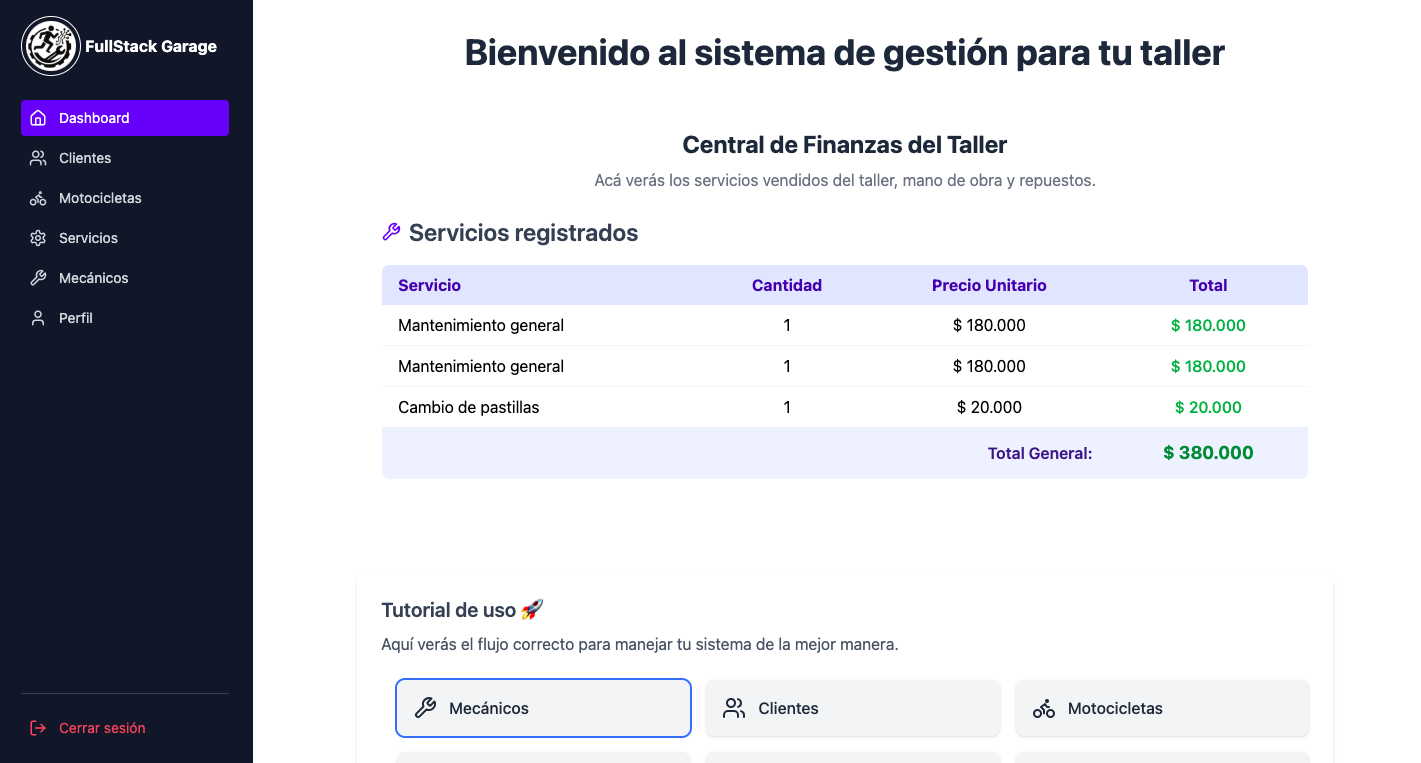 FullStack Garage
Dashboard
Clientes
Motocicletas
Servicios
Mecánicos
Perfil
Cerrar sesión
Bienvenido al sistema de gestión para tu taller
Central de Finanzas del Taller
Acá verás los servicios vendidos del taller, mano de obra y repuestos.
Servicios registrados
Servicio Cantidad Precio Unitario Total
Mantenimiento general 1 $ 180.000 $ 180.000
Mantenimiento general 1 $ 180.000 $ 180.000
Cambio de pastillas 1 $ 20.000 $ 20.000
Total General: $ 380.000
Tutorial de uso 🚀
Aquí verás el flujo correcto para manejar tu sistema de la mejor manera.
Mecánicos Clientes Motocicletas